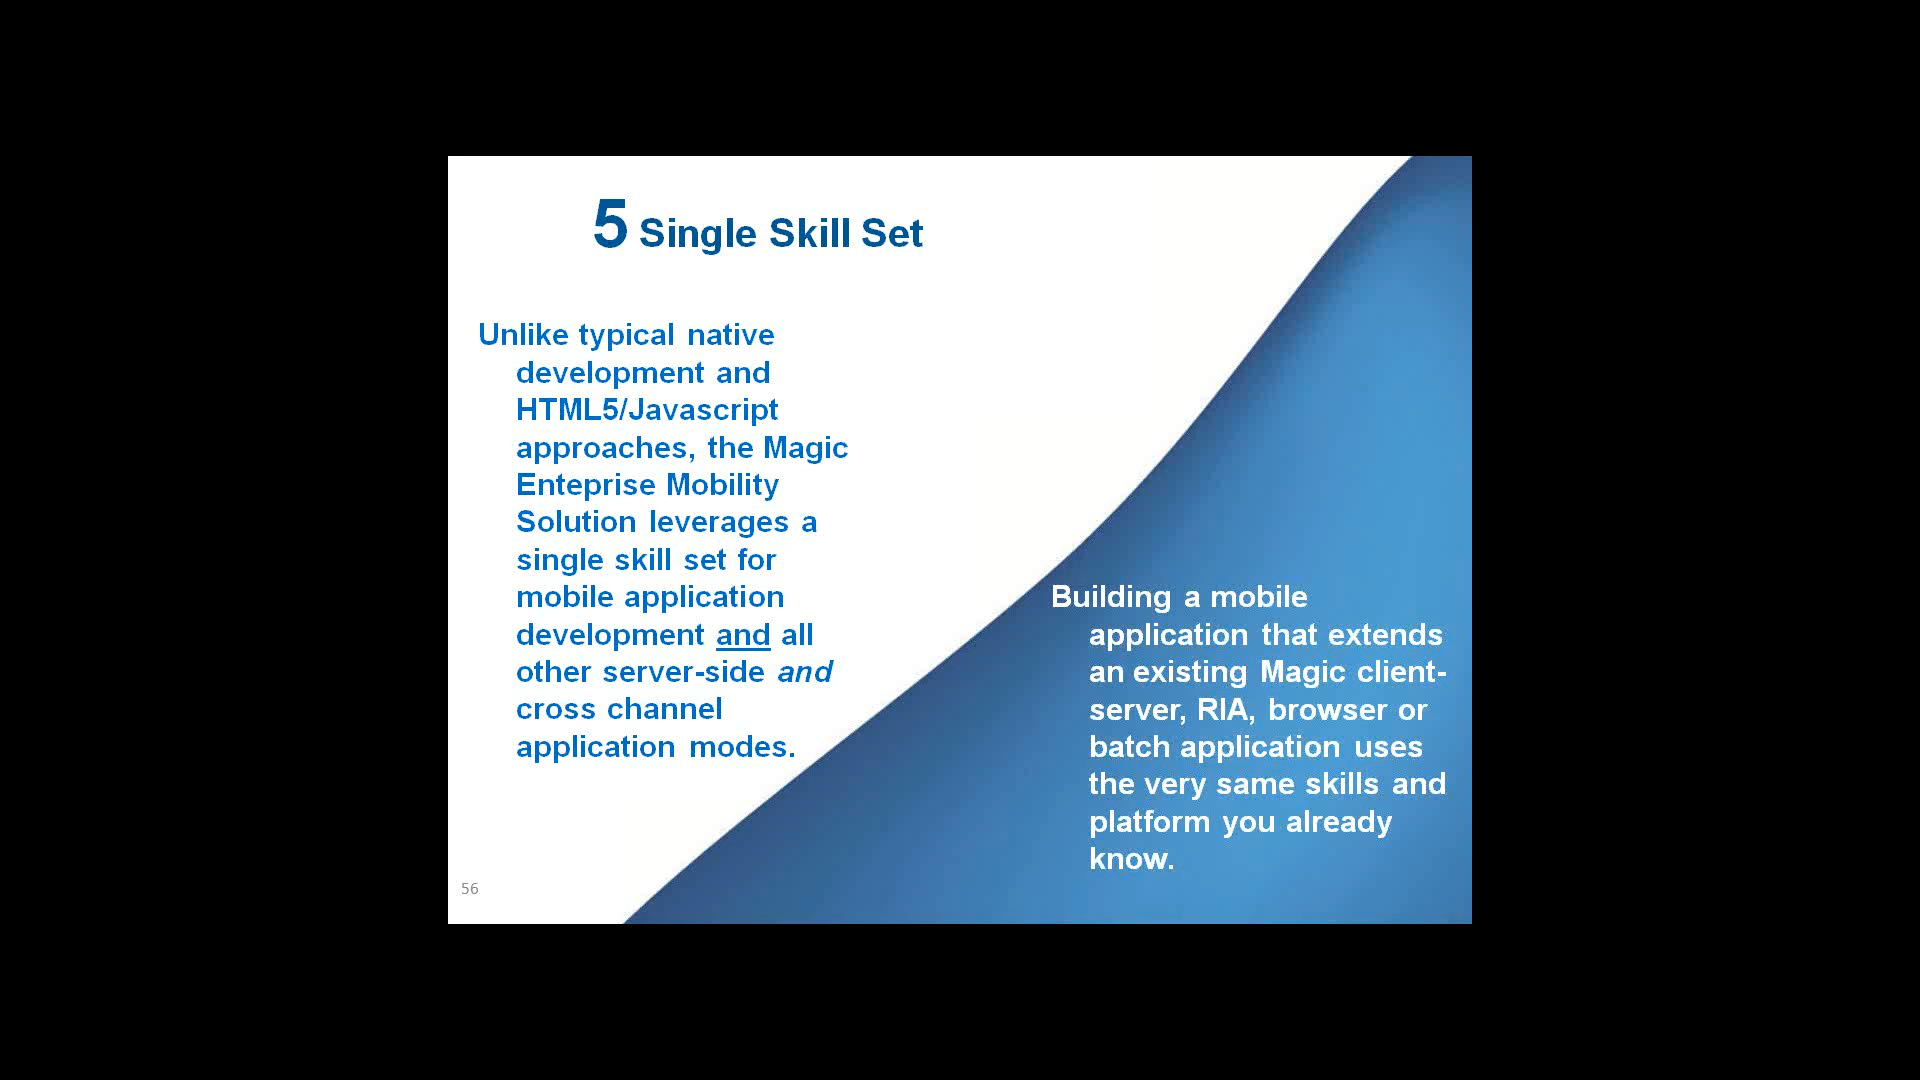 5 Single Skill Set
Unlike typical native
development and
HTML5/Javascript
approaches, the Magic
Enteprise Mobility
Solution leverages a
single skill set for
mobile application
development and all
other server-side and
cross channel
application modes.
Building a mobile
application that extends
an existing Magic client-
server, RIA, browser or
batch application uses
the very same skills and
platform you already
know.
56